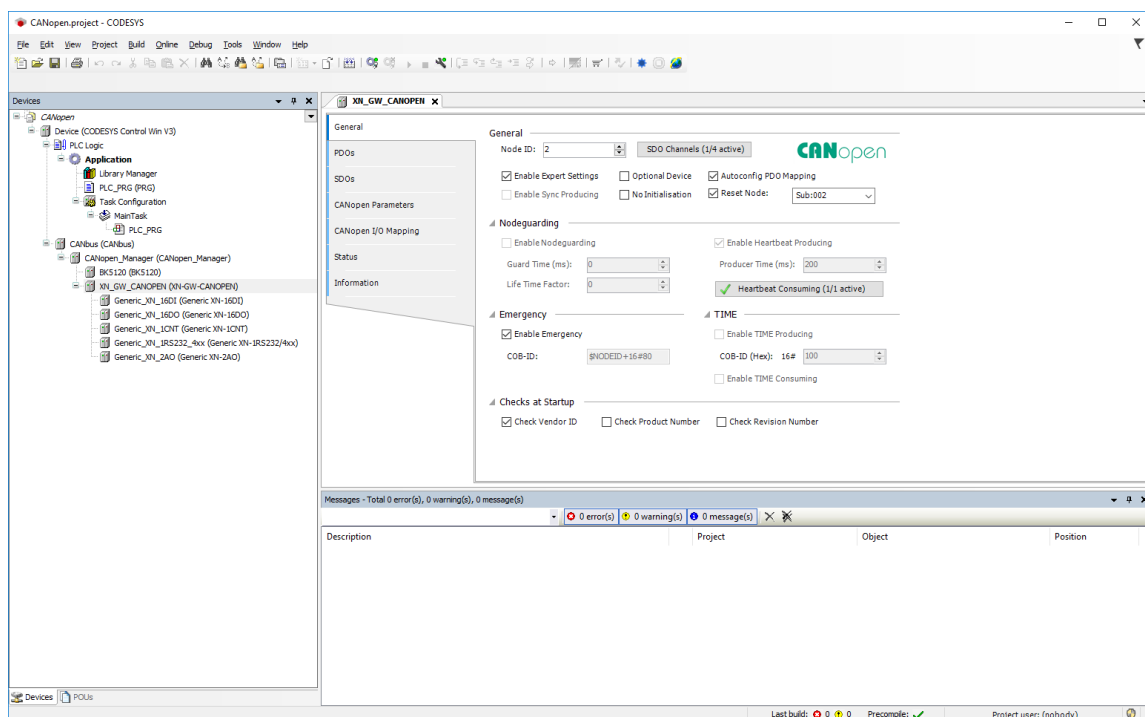 CANopen.project - CODESYS
File Edit View Project Build Online Debug Tools Window Help
Devices
CANopen
Device (CODESYS Control Win V3)
PLC Logic
Application
Library Manager
PLC_PRG (PRG)
Task Configuration
MainTask
PLC_PRG
CANbus (CANbus)
CANopen_Manager (CANopen_Manager)
BK5120 (BK5120)
XN_GW_CANOPEN (XN-GW-CANOPEN)
Generic_XN_16DI (Generic XN-16DI)
Generic_XN_16DO (Generic XN-16DO)
Generic_XN_1CNT (Generic XN-1CNT)
Generic_XN_1RS232_4xx (Generic XN-1RS232/4xx)
Generic_XN_2AO (Generic XN-2AO)
Devices POUs
XN_GW_CANOPEN
General
PDOs
SDOs
CANopen Parameters
CANopen I/O Mapping
Status
Information
General
Node ID: 2 SDO Channels (1/4 active) CANopen
Enable Expert Settings Optional Device Autoconfig PDO Mapping
Enable Sync Producing No Initialisation Reset Node: Sub:002
Nodeguarding
Enable Nodeguarding Enable Heartbeat Producing
Guard Time (ms): 0 Producer Time (ms): 200
Life Time Factor: 0 Heartbeat Consuming (1/1 active)
Emergency TIME
Enable Emergency Enable TIME Producing
COB-ID: $NODEID+16#80 COB-ID (Hex): 16# 100
Enable TIME Consuming
Checks at Startup
Check Vendor ID Check Product Number Check Revision Number
Messages - Total 0 error(s), 0 warning(s), 0 message(s)
0 error(s) 0 warning(s) 0 message(s)
Description Project Object Position
Last build: 0 0 Precompile: Project user: (nobody)